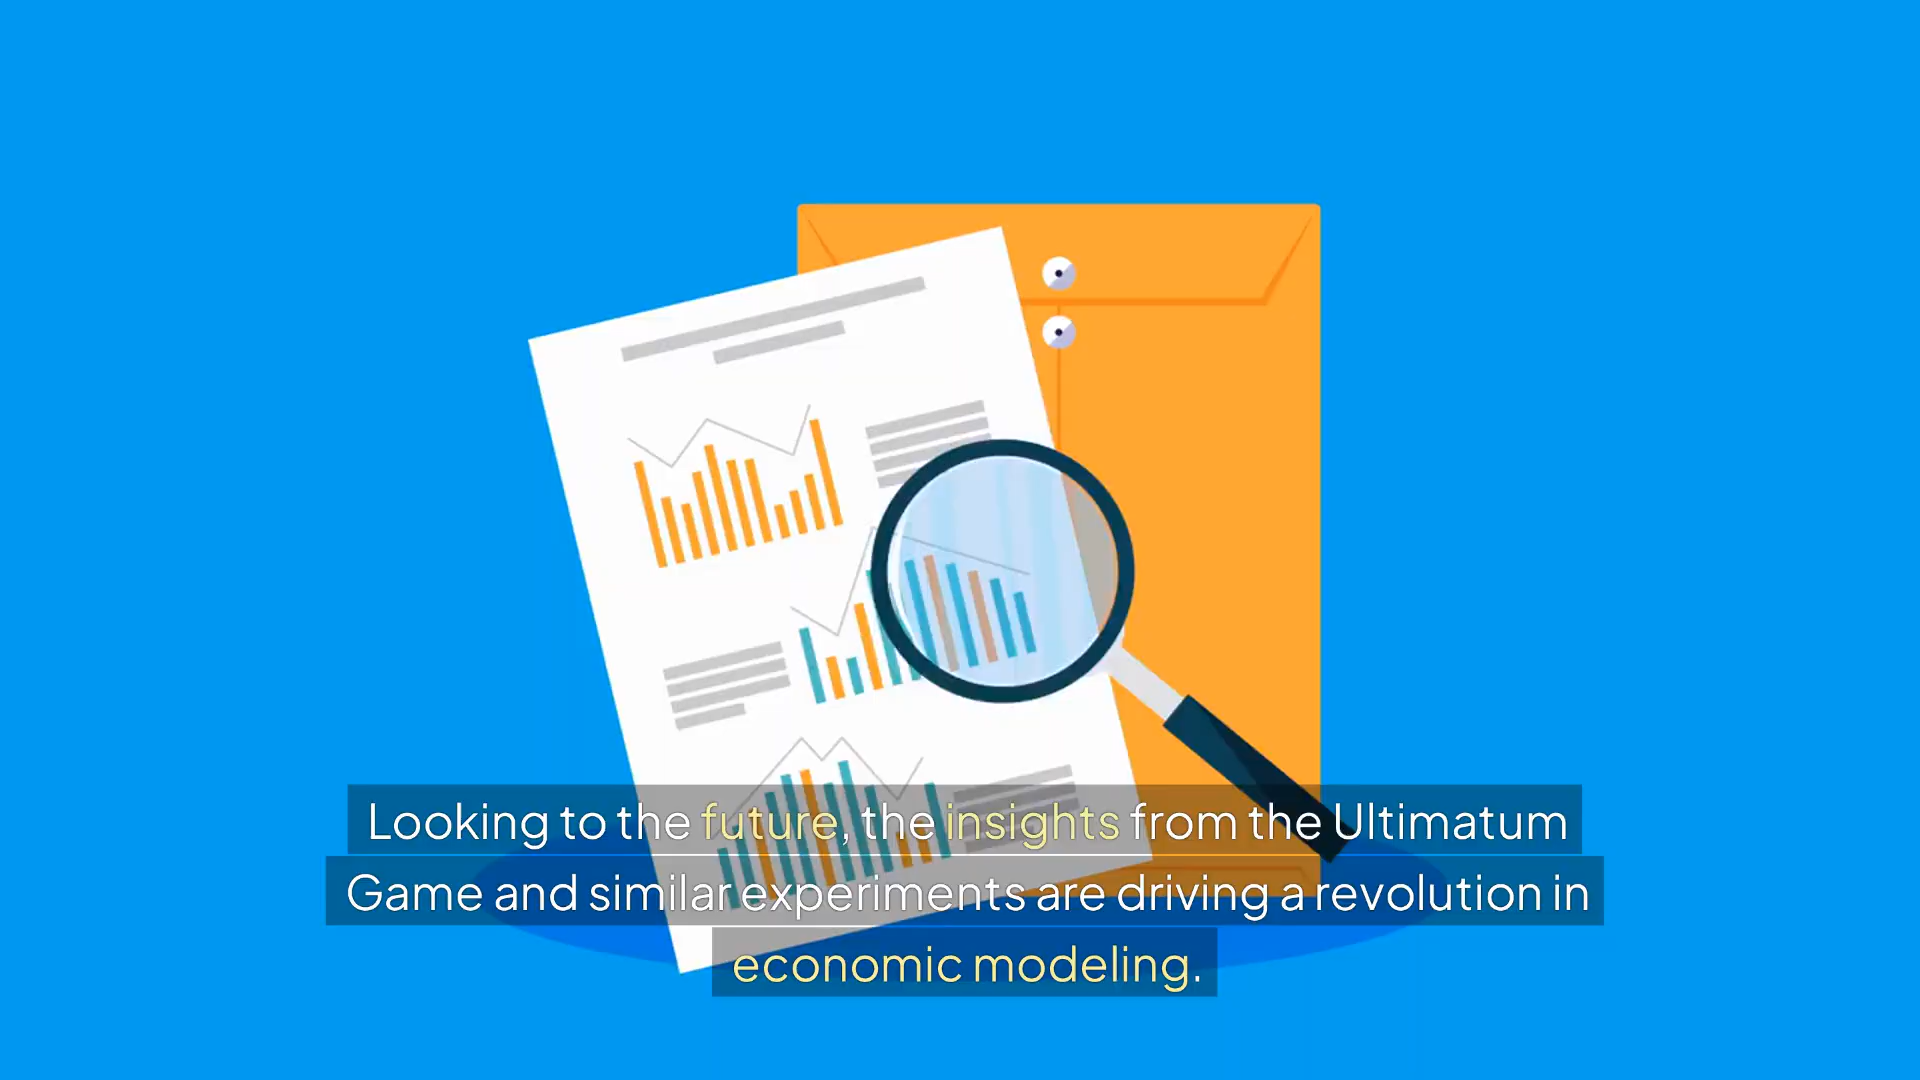 Looking to the future, the insights from the Ultimatum
Game and similar experiments are driving a revolution in
economic modeling.